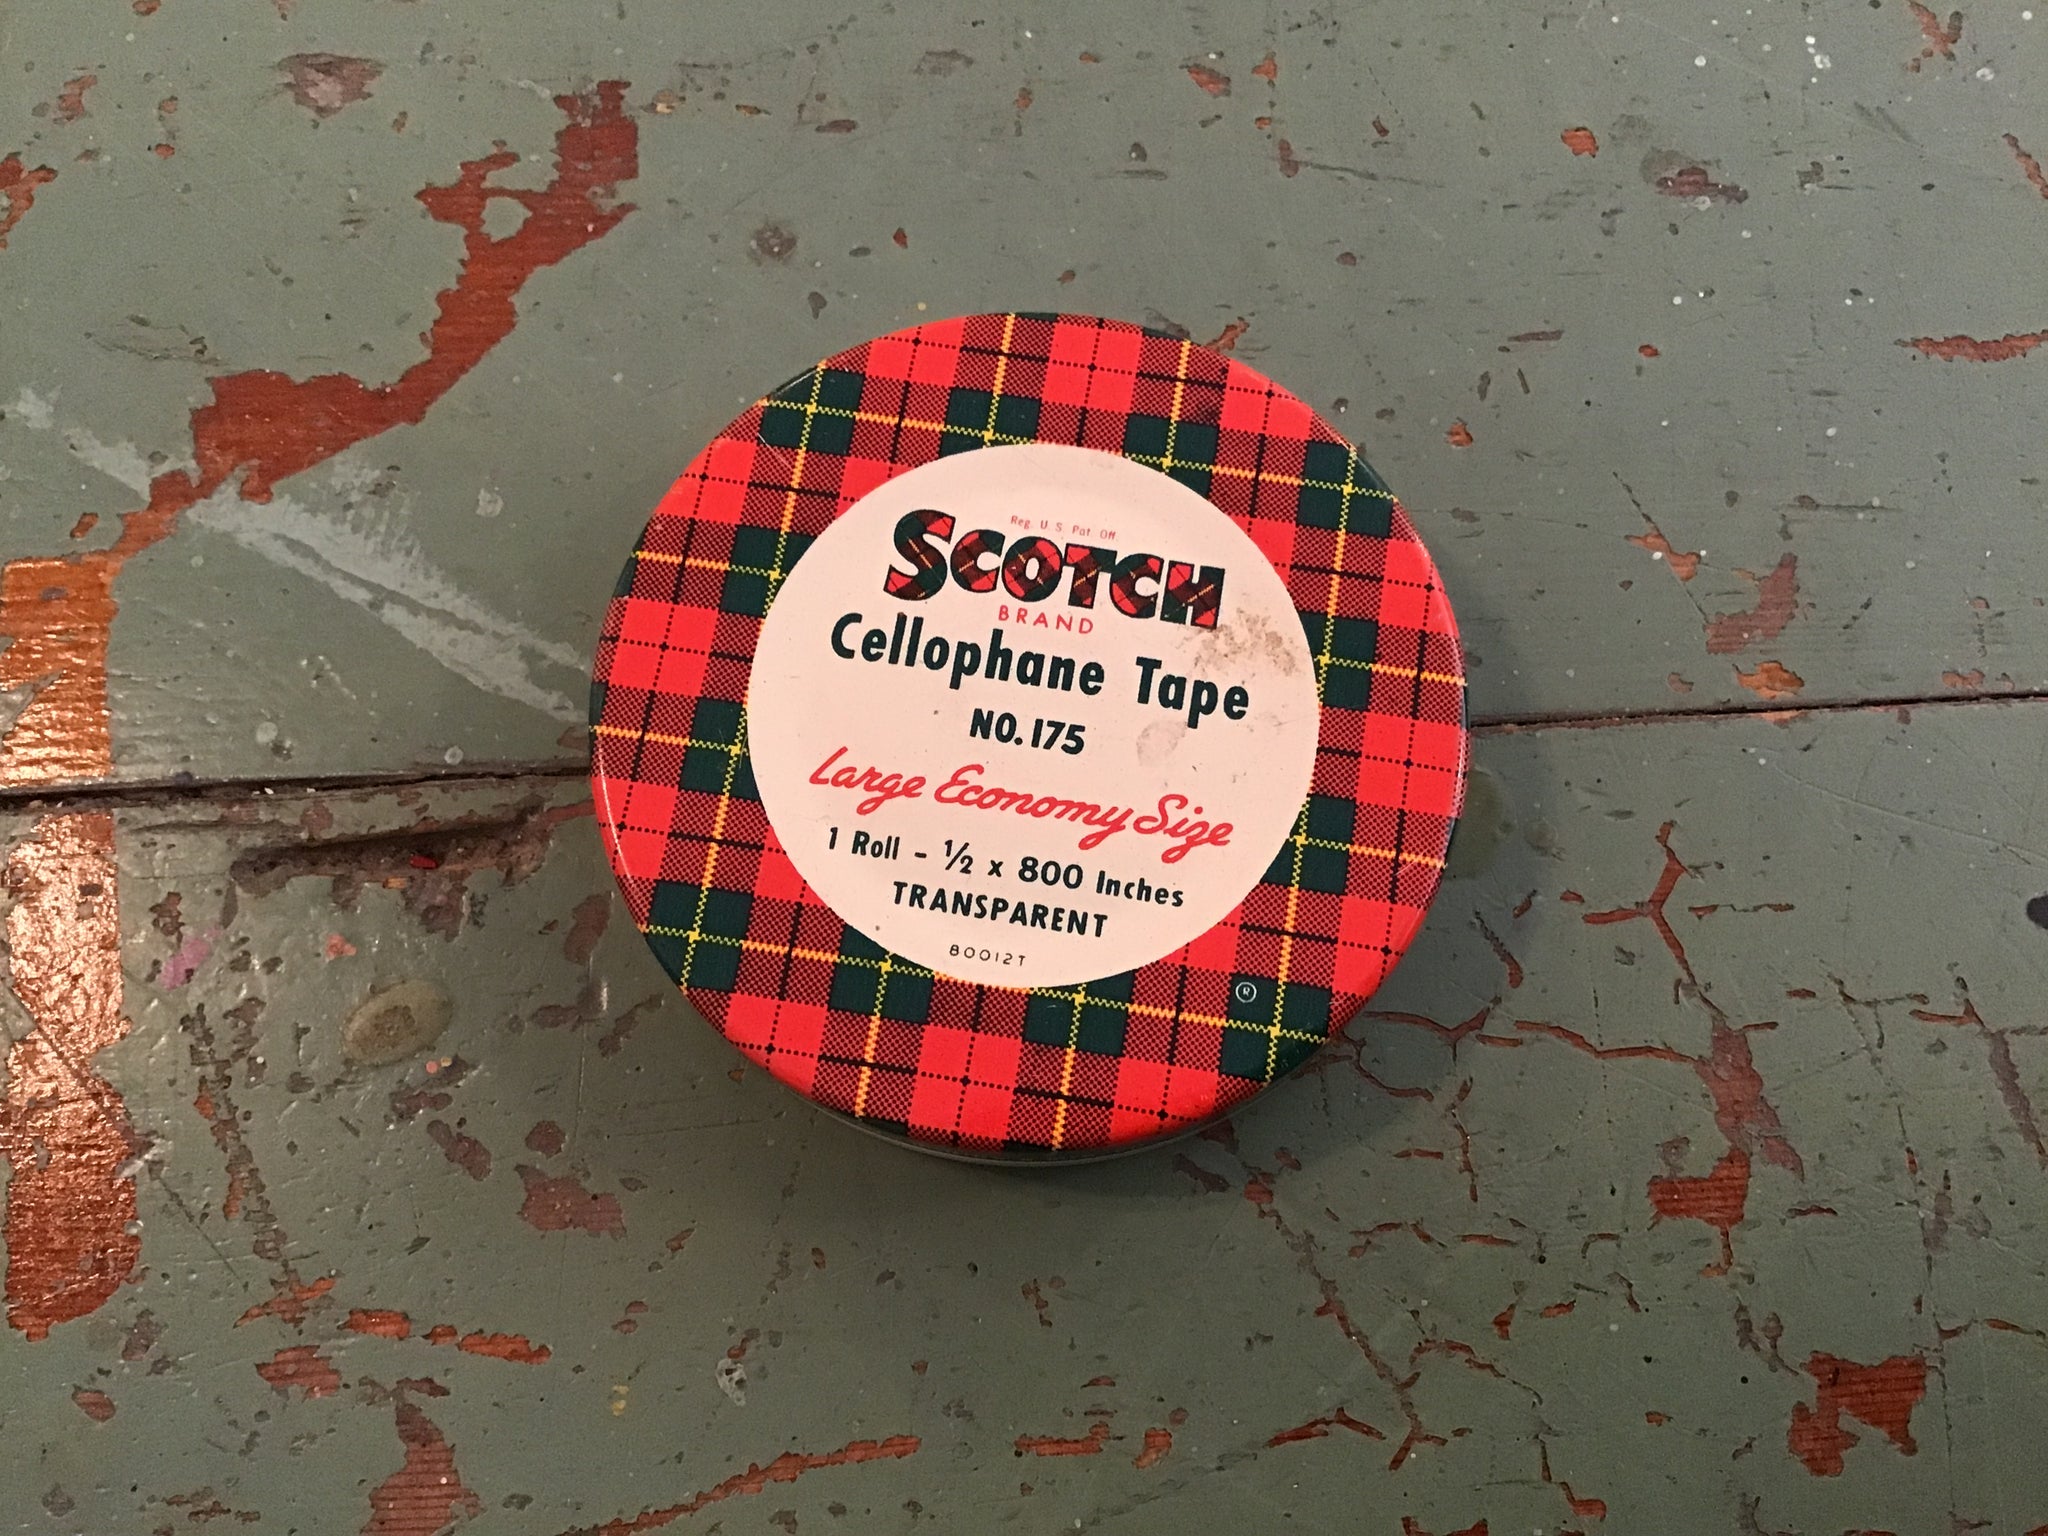 Reg. U. S. Pat. Off.
SCOTCH
BRAND
Cellophane Tape
NO. 175
Large Economy Size
1 Roll - ½ x 800 Inches
TRANSPARENT
80012T
®